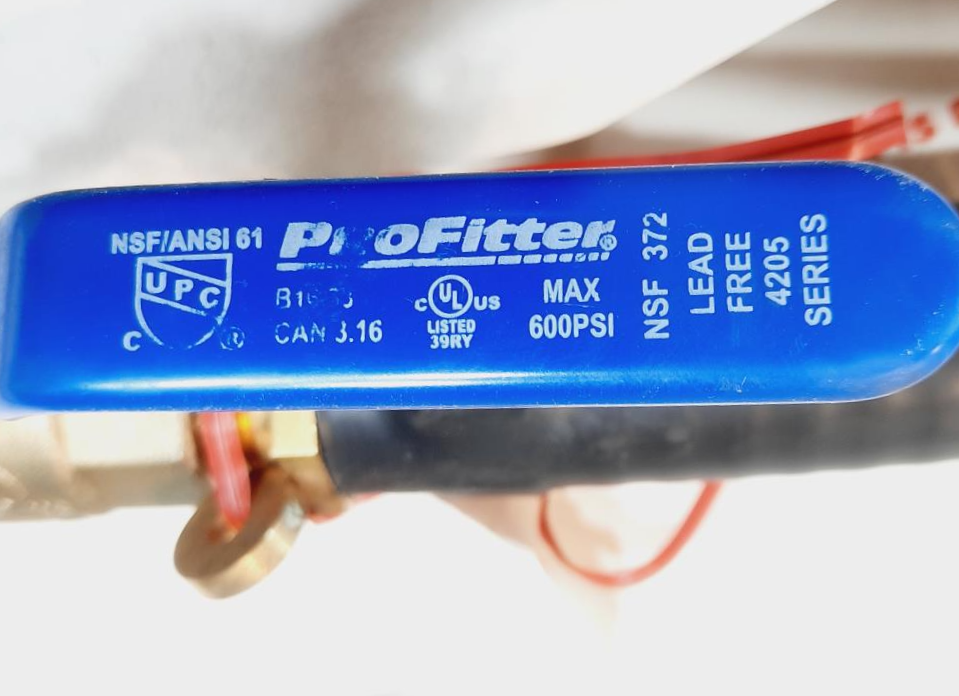 NSF/ANSI 61
ProFitter®
UPC
C ®
CAN 3.16
C UL US
LISTED
39RY
MAX
600PSI
NSF 372
LEAD
FREE
4205
SERIES